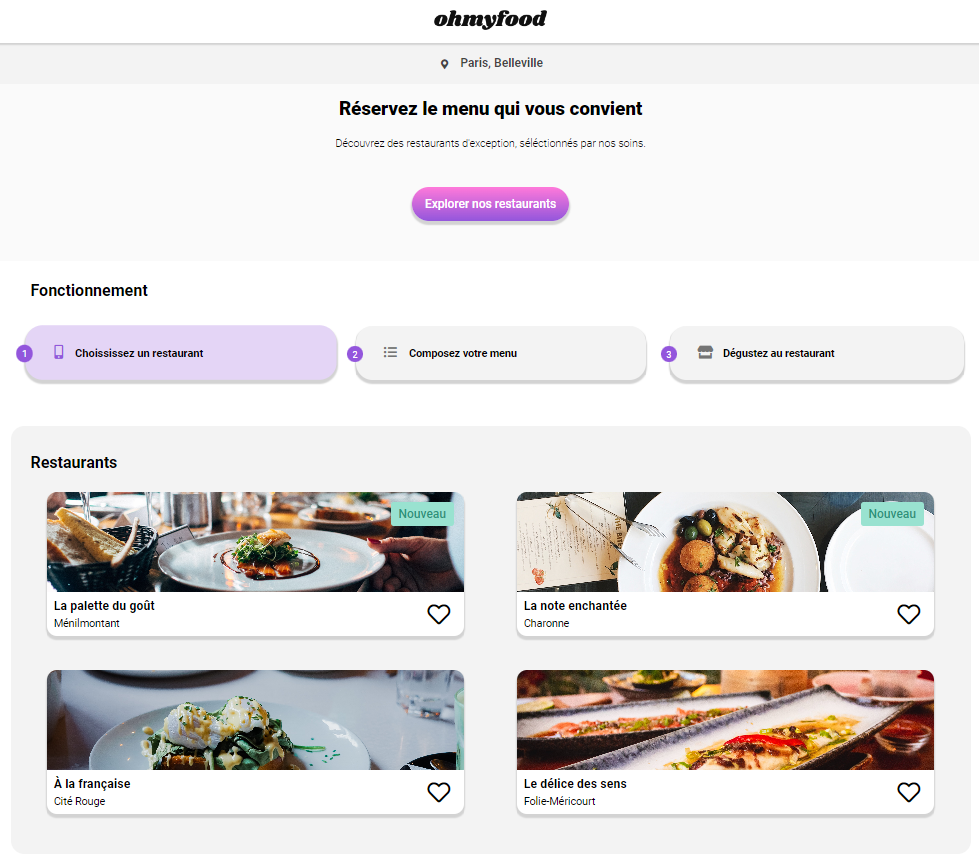 ohmyfood
Paris, Belleville
Réservez le menu qui vous convient
Découvrez des restaurants d'exception, séléctionnés par nos soins.
Explorer nos restaurants
Fonctionnement
1 Choississez un restaurant
2 Composez votre menu
3 Dégustez au restaurant
Restaurants
Nouveau
La palette du goût
Ménilmontant
Nouveau
La note enchantée
Charonne
À la française
Cité Rouge
Le délice des sens
Folie-Méricourt